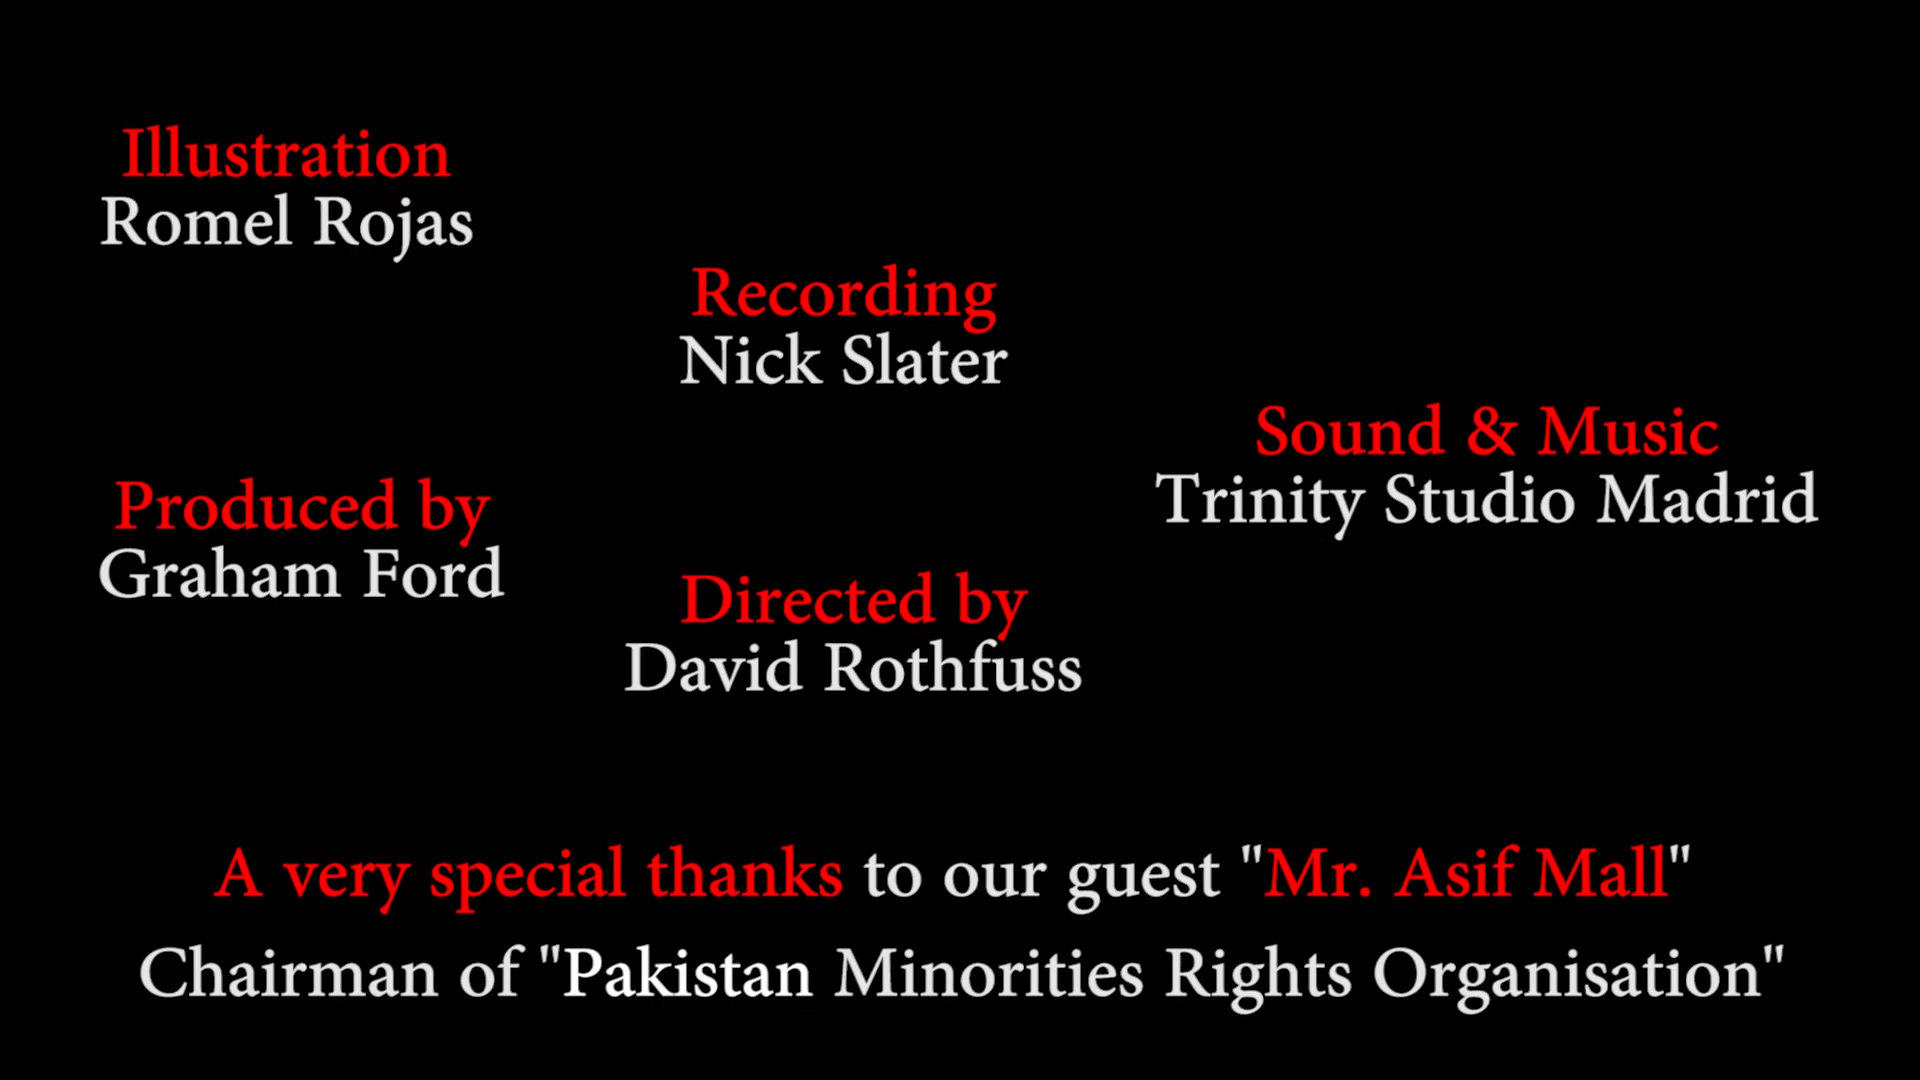 Illustration
Romel Rojas
Recording
Nick Slater
Sound & Music
Trinity Studio Madrid
Produced by
Graham Ford
Directed by
David Rothfuss
A very special thanks to our guest "Mr. Asif Mall"
Chairman of "Pakistan Minorities Rights Organisation"